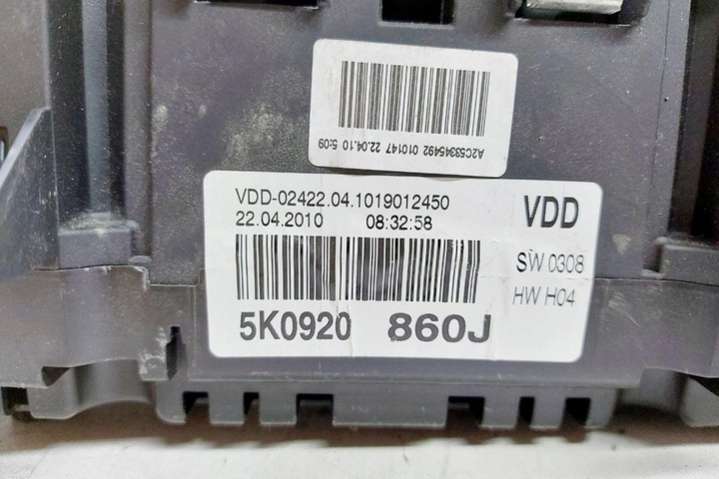 A2C53345492 010147 22.04.10 5:09
VDD-02422.04.1019012450
22.04.2010 08:32:58
VDD
SW 0308
HW H04
5K0920 860J